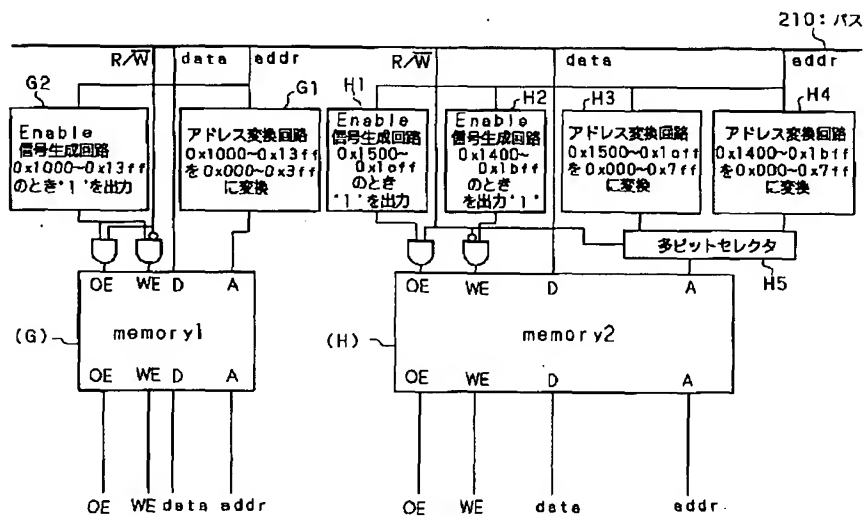 210: バス
R/W data addr R/W data addr
G2 G1 H1 H2 H3 H4
Enable
信号生成回路
0x1000~0x13ff
のとき'1'を出力
アドレス変換回路
0x1000~0x13ff
を0x000~0x3ff
に変換
Enable
信号生成回路
0x1500~
0x1off
のとき
'1'を出力
Enable
信号生成回路
0x1400~
0x1bff
のとき
を出力'1'
アドレス変換回路
0x1500~0x1off
を0x000~0x7ff
に変換
アドレス変換回路
0x1400~0x1bff
を0x000~0x7ff
に変換
多ビットセレクタ
H5
OE WE D A
(G) memory1
OE WE D A
OE WE data addr
OE WE D A
(H) memory2
OE WE D A
OE WE data addr